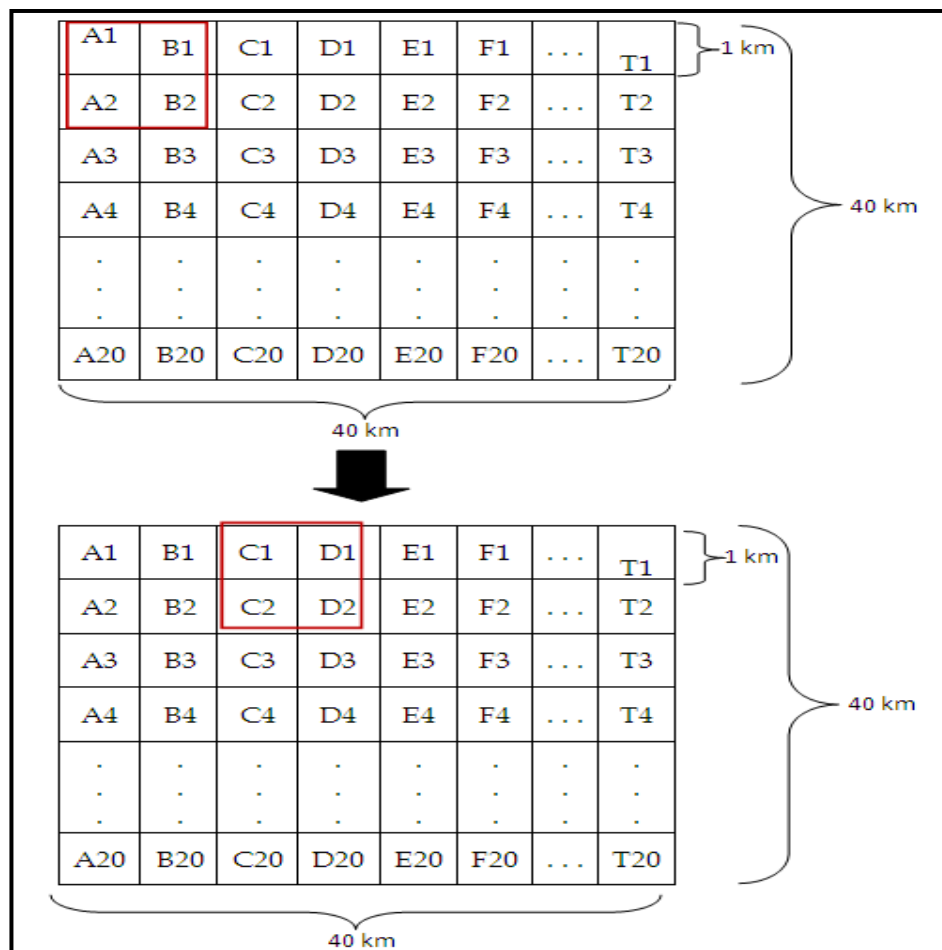 A1 B1 C1 D1 E1 F1 ... T1 1 km
A2 B2 C2 D2 E2 F2 ... T2
A3 B3 C3 D3 E3 F3 ... T3
A4 B4 C4 D4 E4 F4 ... T4 40 km
. . . . . . . .
. . . . . . . .
. . . . . . . .
A20 B20 C20 D20 E20 F20 ... T20
40 km
A1 B1 C1 D1 E1 F1 ... T1 1 km
A2 B2 C2 D2 E2 F2 ... T2
A3 B3 C3 D3 E3 F3 ... T3
A4 B4 C4 D4 E4 F4 ... T4 40 km
. . . . . . . .
. . . . . . . .
. . . . . . . .
A20 B20 C20 D20 E20 F20 ... T20
40 km